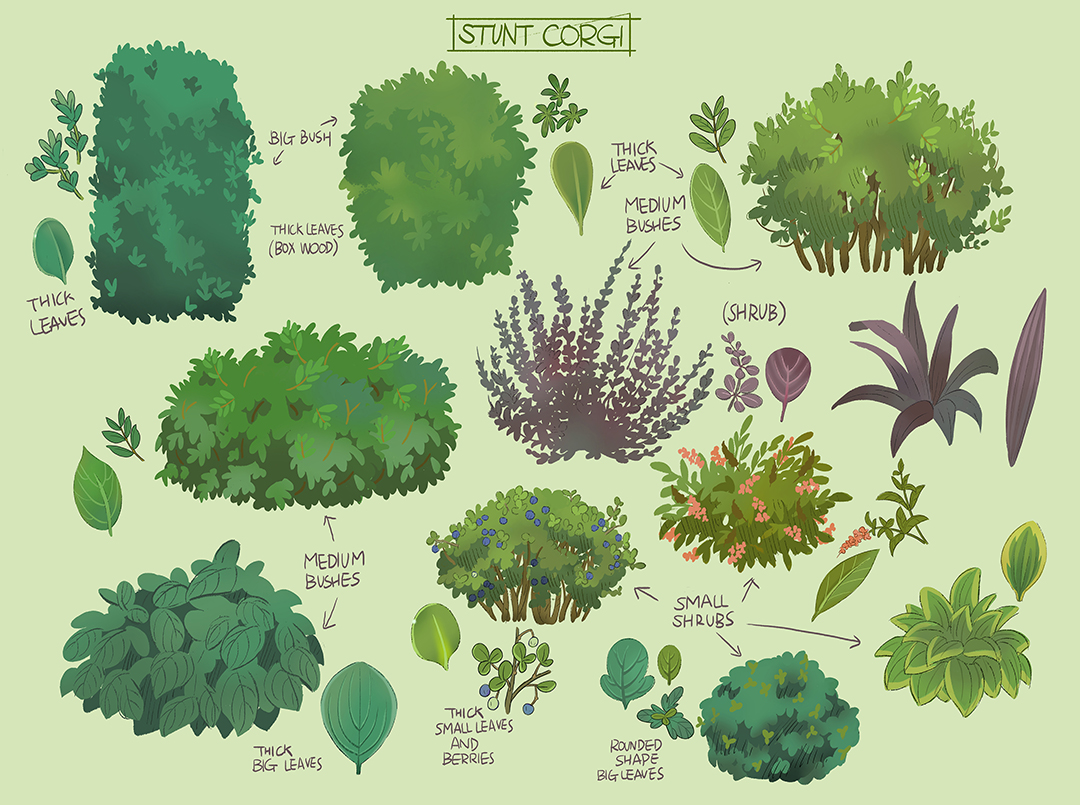 STUNT CORGI
BIG BUSH
THICK
LEAVES
MEDIUM
BUSHES
THICK LEAVES
(BOX WOOD)
THICK
LEAVES
(SHRUB)
MEDIUM
BUSHES
SMALL
SHRUBS
THICK
SMALL LEAVES
AND
BERRIES
THICK
BIG LEAVES
ROUNDED
SHAPE
BIG LEAVES